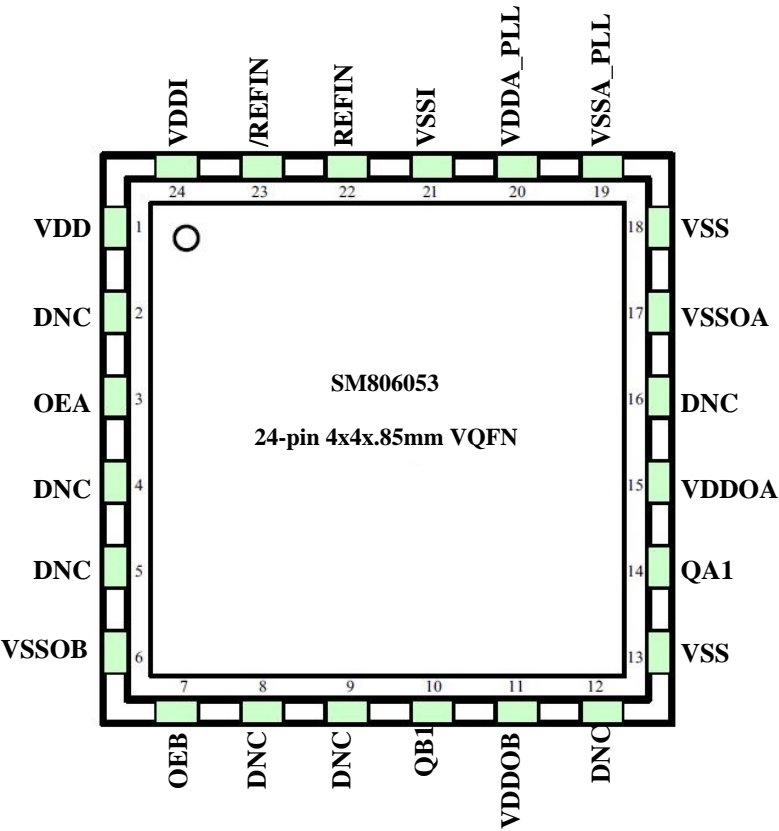 VDDI
/REFIN
REFIN
VSSI
VDDA_PLL
VSSA_PLL
24
23
22
21
20
19
VDD
1
18
VSS
DNC
2
17
VSSOA
OEA
3
16
DNC
SM806053
24-pin 4x4x.85mm VQFN
DNC
4
15
VDDOA
DNC
5
14
QA1
VSSOB
6
13
VSS
7
8
9
10
11
12
OEB
DNC
DNC
QB1
VDDOB
DNC